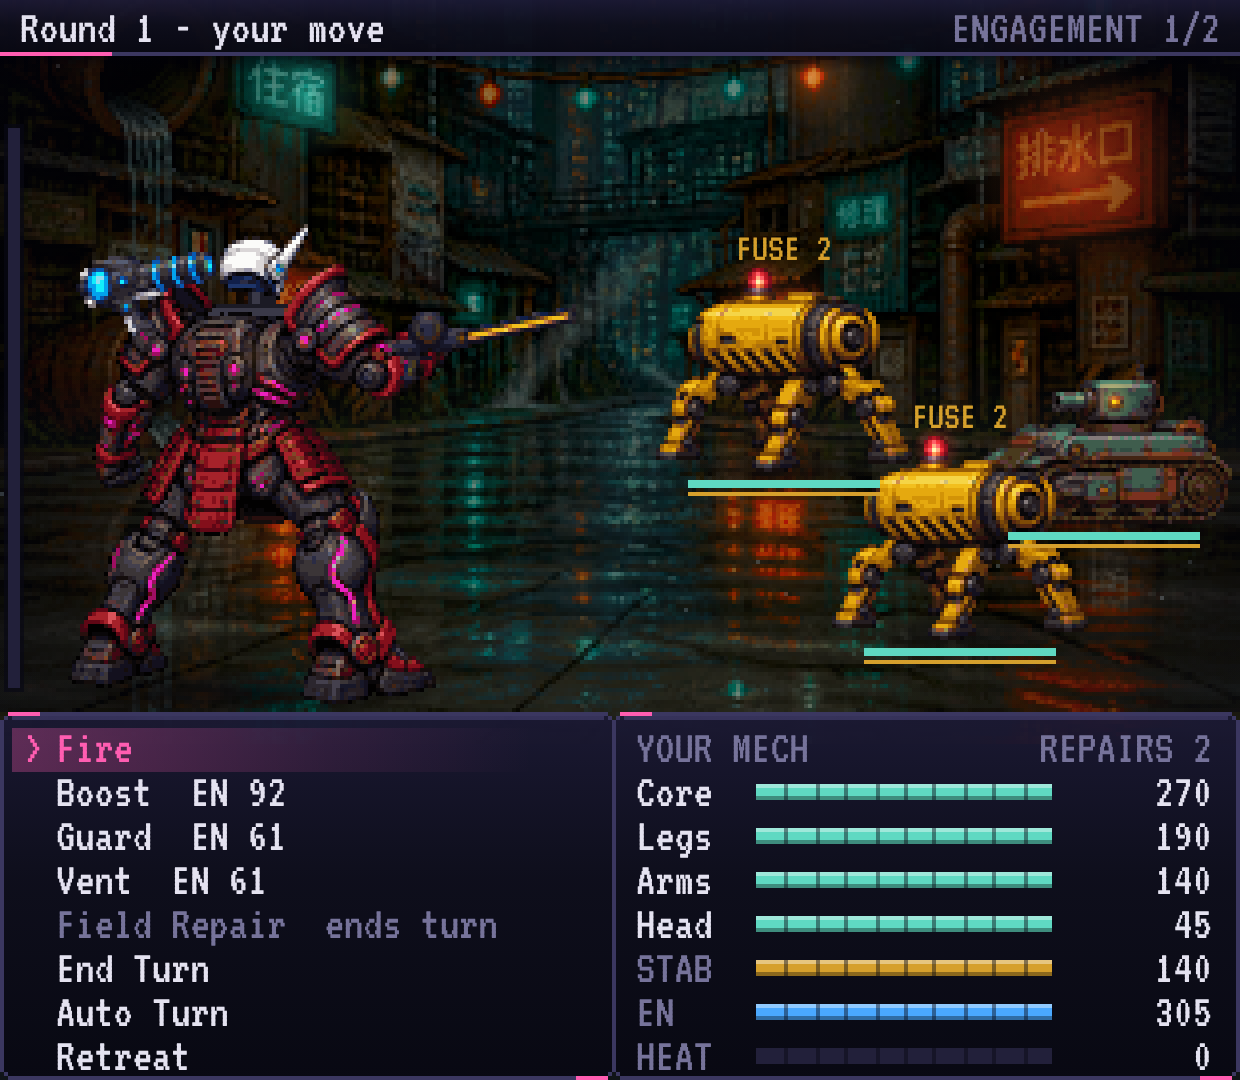 Round 1 - your move
ENGAGEMENT 1/2
住宿
排水口
修理
FUSE 2
FUSE 2
› Fire
Boost EN 92
Guard EN 61
Vent EN 61
Field Repair ends turn
End Turn
Auto Turn
Retreat
YOUR MECH REPAIRS 2
Core 270
Legs 190
Arms 140
Head 45
STAB 140
EN 305
HEAT 0